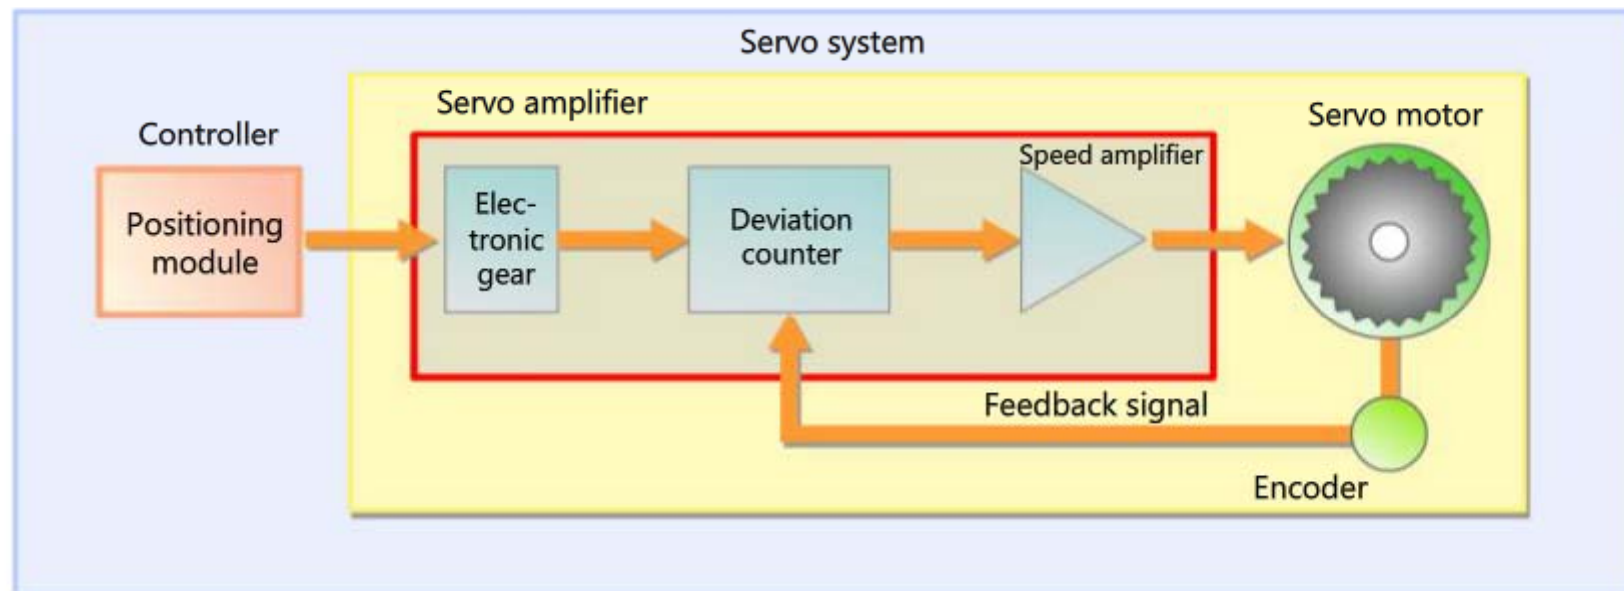 Servo system
Servo amplifier
Servo motor
Controller
Speed amplifier
Positioning
module
Elec-
tronic
gear
Deviation
counter
Feedback signal
Encoder